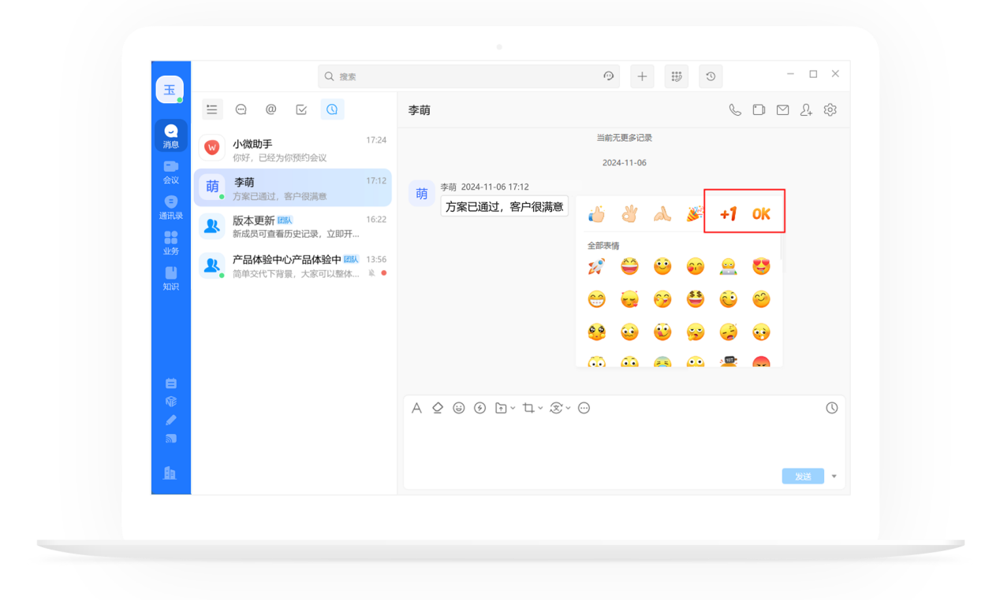 玉
消息
会议
通讯录
业务
知识
搜索
@
W
小微助手
17:24
你好，已经为你预约会议
萌
李萌
17:12
方案已通过，客户很满意
版本更新 团队
16:22
新成员可查看历史记录，立即开...
产品体验中心产品体验中 团队
13:56
简单交代下背景，大家可以整体...
李萌
当前无更多记录
2024-11-06
萌
李萌 2024-11-06 17:12
方案已通过，客户很满意
+1 OK
全部表情
$ $
A
文
发送